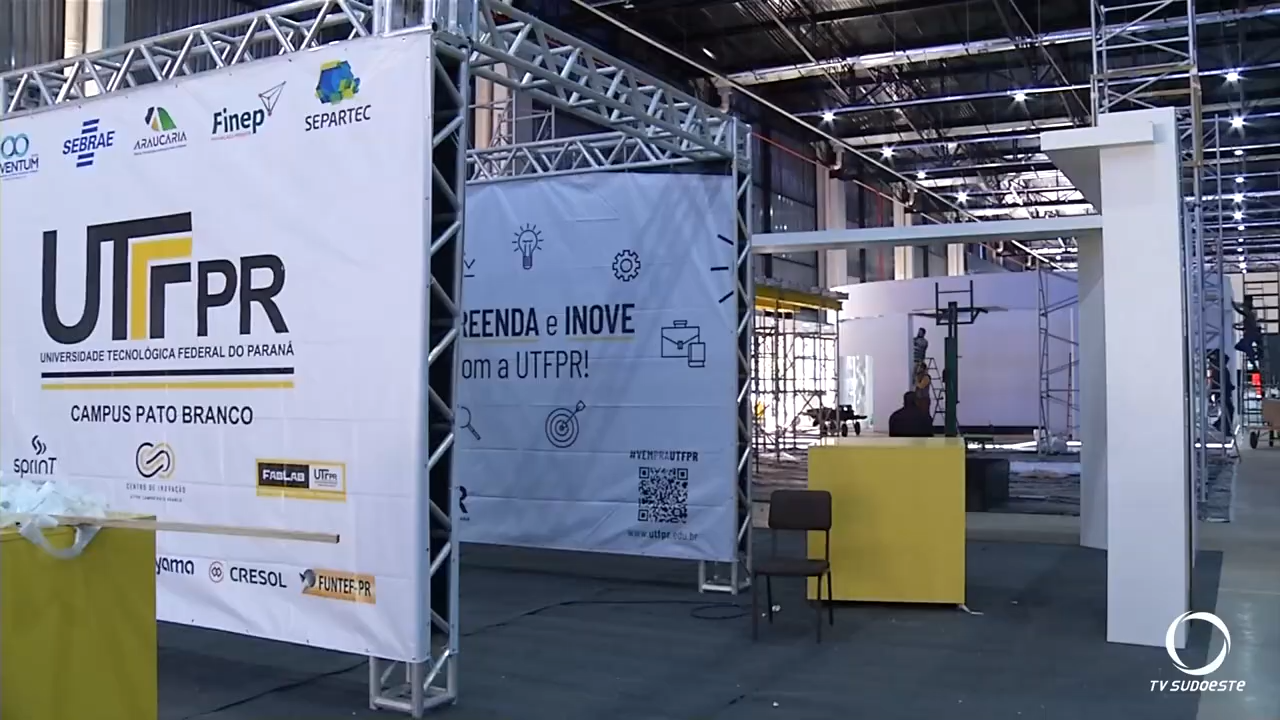 VENTUM
SEBRAE
ARAUCÁRIA
Finep
SEPARTEC
UTFPR
UNIVERSIDADE TECNOLÓGICA FEDERAL DO PARANÁ
CAMPUS PATO BRANCO
sprinT
CENTRO DE INOVAÇÃO
FABLAB UTFPR
yama
CRESOL
FUNTEF-PR
REENDA e INOVE
om a UTFPR!
#VEMPRAUTFPR
www.utfpr.edu.br
TV SUDOESTE